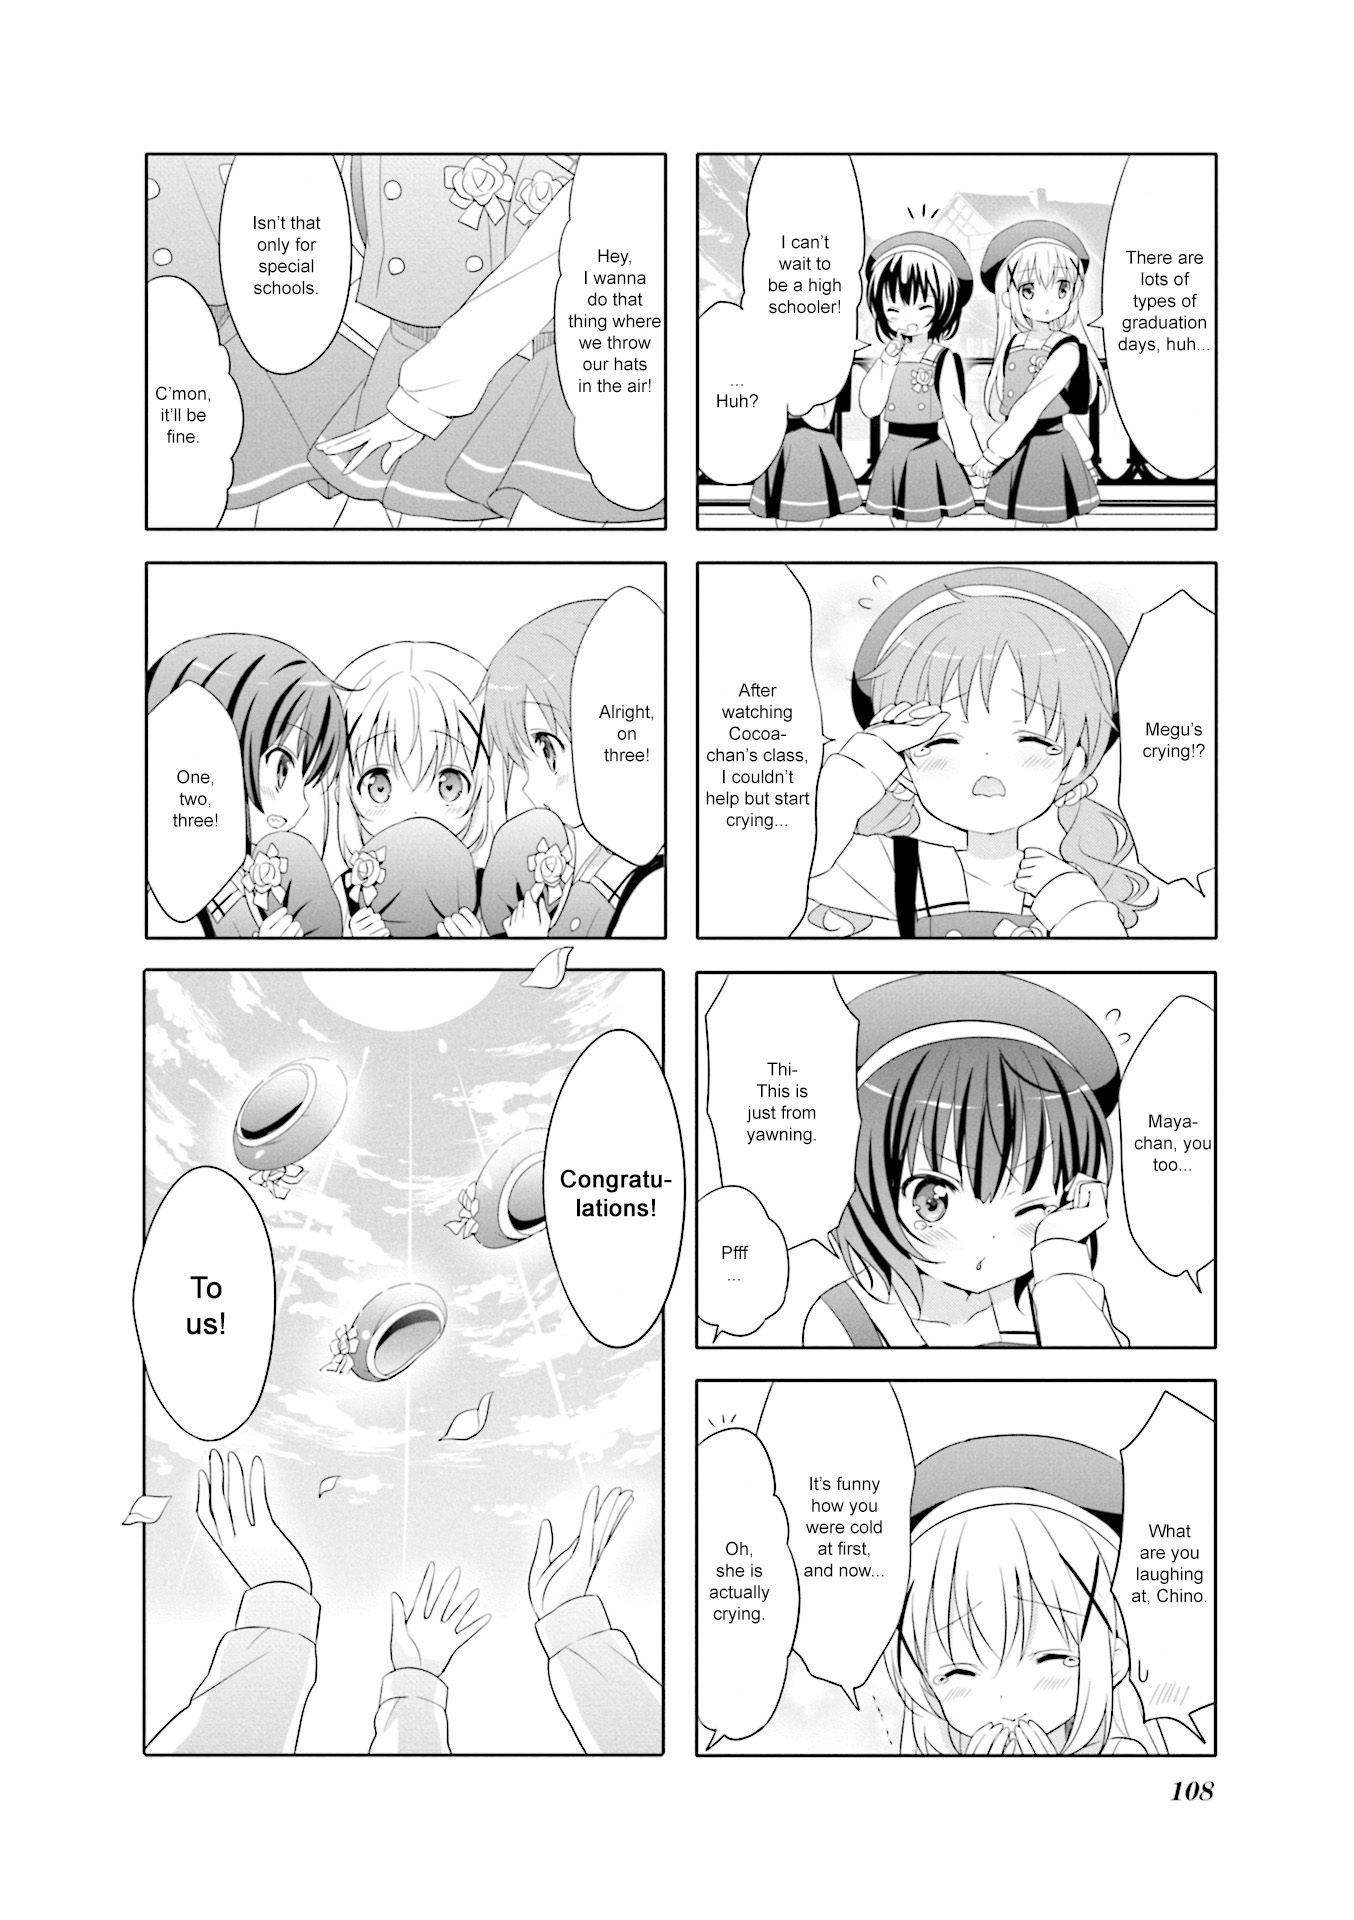 There are
lots of
types of
graduation
days, huh...
I can't
wait to
be a high
schooler!
...
Huh?
Megu's
crying!?
After
watching
Cocoa-
chan's class,
I couldn't
help but start
crying...
Maya-
chan, you
too...
Thi-
This is
just from
yawning.
Pfff
...
What
are you
laughing
at, Chino.
It's funny
how you
were cold
at first,
and now...
Oh,
she is
actually
crying.
Hey,
I wanna
do that
thing where
we throw
our hats
in the air!
Isn't that
only for
special
schools.
C'mon,
it'll be
fine.
Alright,
on
three!
One,
two,
three!
Congratu-
lations!
To
us!
108